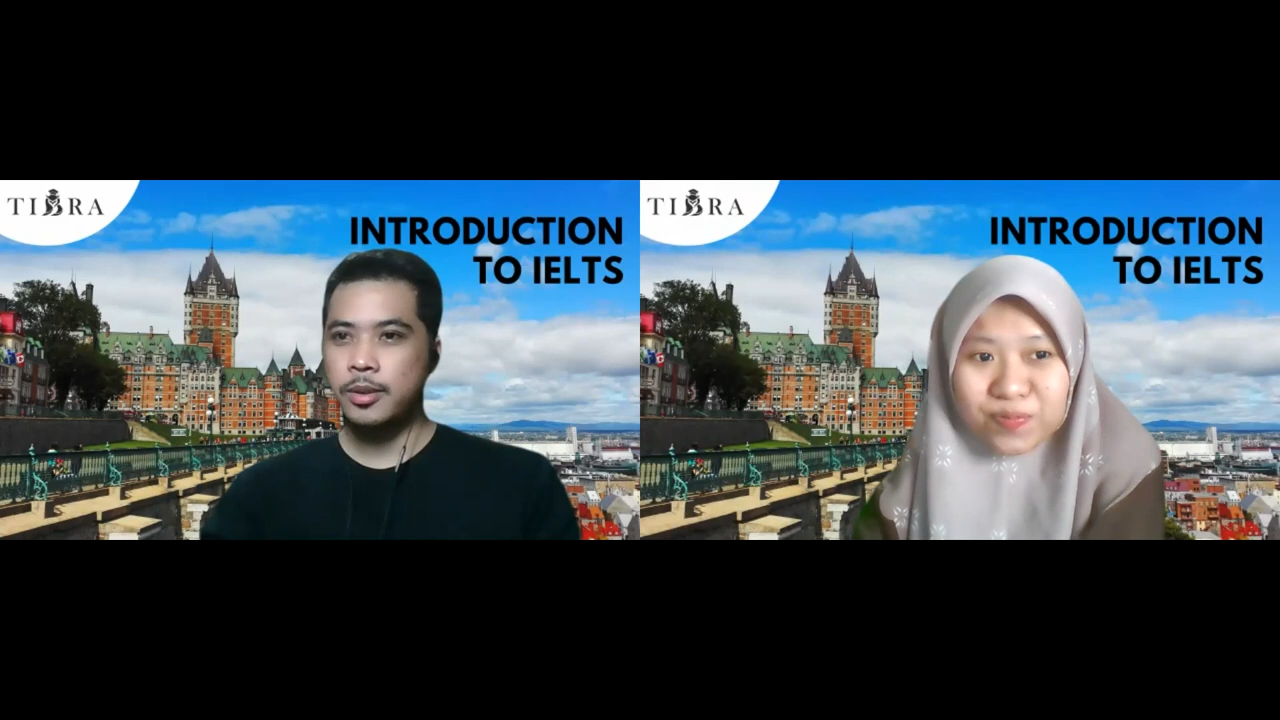 TIBRA
INTRODUCTION
TO IELTS
TIBRA
INTRODUCTION
TO IELTS